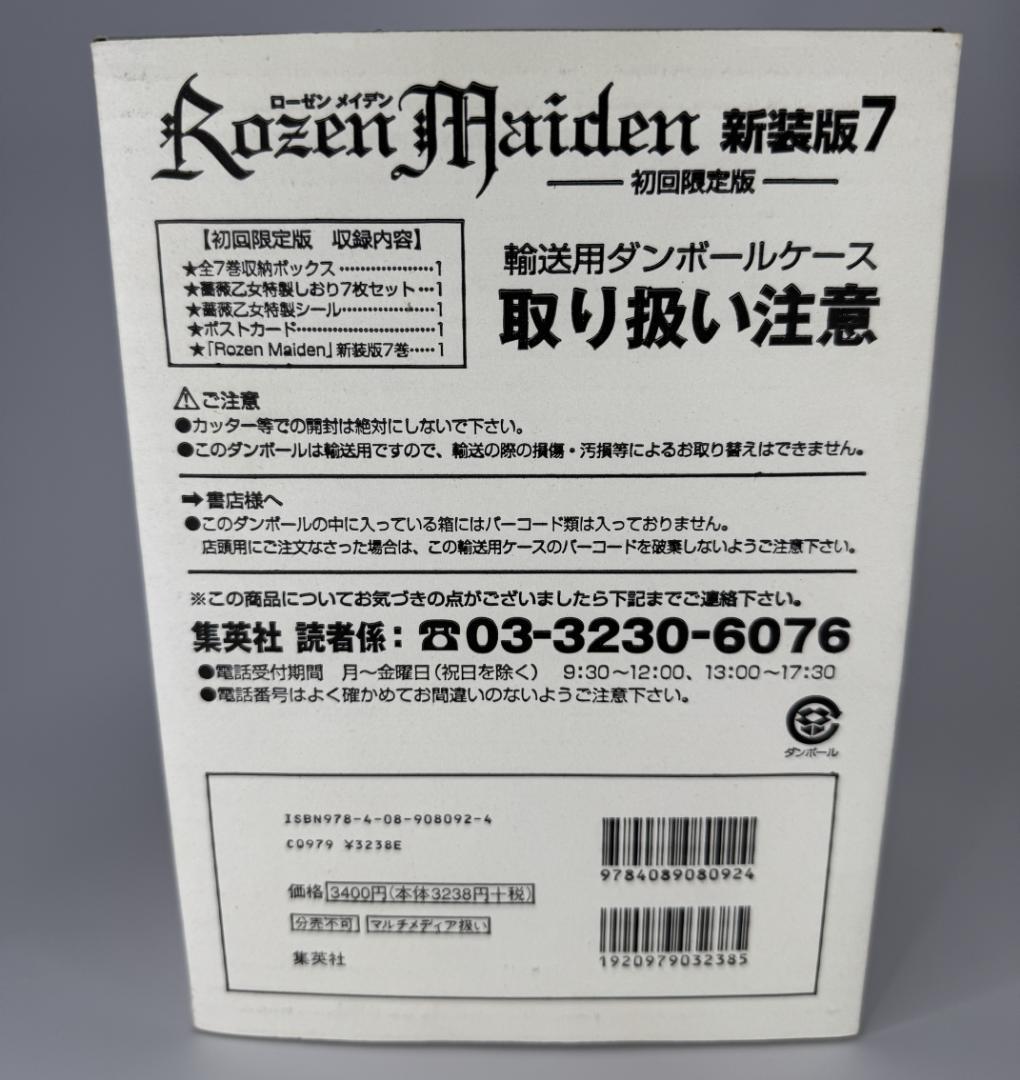 ローゼン メイデン
Rozen Maiden 新装版7
初回限定版
【初回限定版 収録内容】
★全7巻収納ボックス…………………1
★薔薇乙女特製しおり7枚セット…1
★薔薇乙女特製シール………………1
★ポストカード…………………………1
★「Rozen Maiden」新装版7巻……1
輸送用ダンボールケース
取り扱い注意
⚠ご注意
●カッター等での開封は絶対にしないで下さい。
●このダンボールは輸送用ですので、輸送の際の損傷・汚損等によるお取り替えはできません。
➡書店様へ
●このダンボールの中に入っている箱にはバーコード類は入っておりません。
店頭用にご注文なさった場合は、この輸送用ケースのバーコードを破棄しないようご注意下さい。
※この商品についてお気づきの点がございましたら下記までご連絡下さい。
集英社 読者係：☎03-3230-6076
●電話受付期間 月～金曜日（祝日を除く） 9:30～12:00、13:00～17:30
●電話番号はよく確かめてお間違いのないようご注意下さい。
ダンボール
ISBN978-4-08-908092-4
C0979 ¥3238E
価格 3400円（本体3238円＋税）
分売不可 マルチメディア扱い
集英社
9784089080924
1920979032385